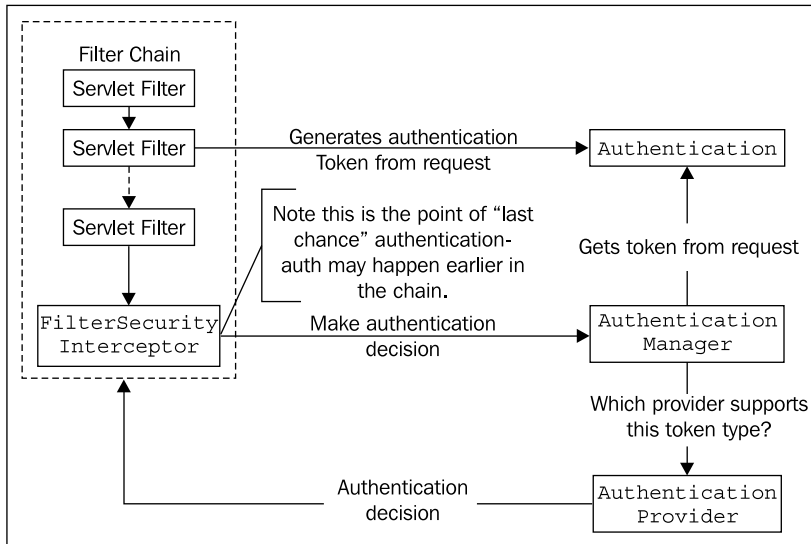 Filter Chain
Servlet Filter
Servlet Filter
Generates authentication
Token from request
Authentication
Servlet Filter
Note this is the point of “last
chance” authentication-
auth may happen earlier in
the chain.
Gets token from request
FilterSecurity
Interceptor
Make authentication
decision
Authentication
Manager
Which provider supports
this token type?
Authentication
decision
Authentication
Provider